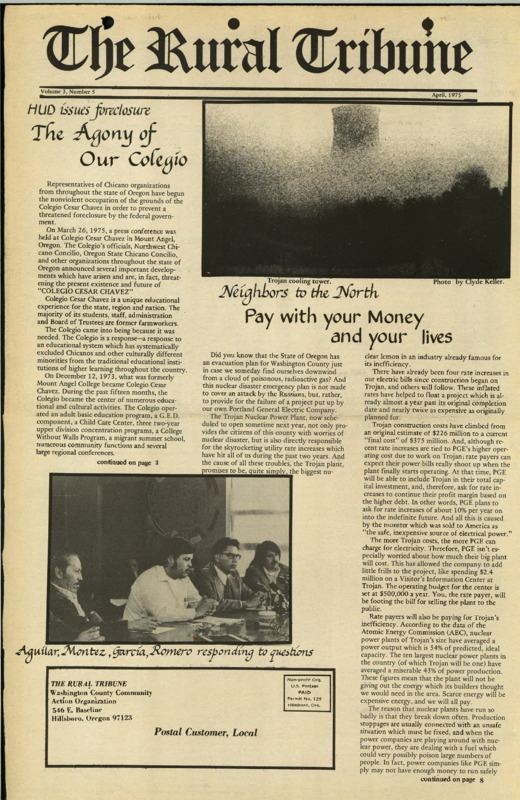 The Rural Tribune
Volume 3, Number 5
April, 1975
HUD issues foreclosure
The Agony of
Our Colegio
Representatives of Chicano organizations
from throughout the state of Oregon have begun
the nonviolent occupation of the grounds of the
Colegio Cesar Chavez in order to prevent a
threatened foreclosure by the federal govern-
ment.
On March 26, 1975, a press conference was
held at Colegio Cesar Chavez in Mount Angel,
Oregon. The Colegio's officials, Northwest Chi-
cano Concilio, Oregon State Chicano Concilio,
and other organizations throughout the state of
Oregon announced several important develop-
ments which have arisen and are, in fact, threat-
ening the present existence and future of
"COLEGIO CESAR CHAVEZ"
Colegio Cesar Chavez is a unique educational
experience for the state, region and nation. The
majority of its students, staff, administration
and Board of Trustees are former farmworkers.
The Colegio came into being because it was
needed. The Colegio is a response—a response to
an educational system which has systematically
excluded Chicanos and other culturally different
minorities from the traditional educational insti-
tutions of higher learning throughout the country.
On December 12, 1973, what was formerly
Mount Angel College became Colegio Cesar
Chavez. During the past fifteen months, the
Colegio became the center of numerous educa-
tional and cultural activities. The Colegio oper-
ated an adult basic education program, a G.E.D.
component, a Child Care Center, three two-year
upper division concentration programs, a College
Without Walls Program, a migrant summer school,
numerous community functions and several
large regional conferences.
continued on page 3
Trojan cooling tower.
Photo by Clyde Keller.
Neighbors to the North
Pay with your Money
and your lives
Did you know that the State of Oregon has
an evacuation plan for Washington County just
in case we someday find ourselves downwind
from a cloud of poisonous, radioactive gas? And
this nuclear disaster emergency plan is not made
to cover an attack by the Russians, but, rather,
to provide for the failure of a project put up by
our own Portland General Electric Company.
The Trojan Nuclear Power Plant, now sche-
duled to open sometime next year, not only pro-
vides the citizens of this county with worries of
nuclear disaster, but is also directly responsible
for the skyrocketing utility rate increases which
have hit all of us during the past two years. And
the cause of all these troubles, the Trojan plant,
promises to be, quite simply, the biggest nu-
clear lemon in an industry already famous for
its inefficiency.
There have already been four rate increases in
our electric bills since construction began on
Trojan, and others will follow. These inflated
rates have helped to float a project which is al-
ready almost a year past its original completion
date and nearly twice as expensive as originally
planned for.
Trojan construction costs have climbed from
an original estimate of $226 million to a current
"final cost" of $375 million. And, although re-
cent rate increases are tied to PGE's higher oper-
ating cost due to work on Trojan; rate payers can
expect their power bills really shoot up when the
plant finally starts operating. At that time, PGE
will be able to include Trojan in their total cap-
ital investment, and, therefore, ask for rate in-
creases to continue their profit margin based on
the higher debt. In other words, PGE plans to
ask for rate increases of about 10% per year on
into the indefinite future. And all this is caused
by the monster which was sold to America as
"the safe, inexpensive source of electrical power."
The more Trojan costs, the more PGE can
charge for electricity. Therefore, PGE isn't es-
pecially worried about how much their big plant
will cost. This has allowed the company to add
little frills to the project, like spending $2.4
million on a Visitor's Information Center at
Trojan. The operating budget for the center is
set at $500,000 a year. You, the rate payer, will
be footing the bill for selling the plant to the
public.
Rate payers will also be paying for Trojan's
inefficiency. According to the data of the
Atomic Energy Commission (AEC), nuclear
power plants of Trojan's size have averaged a
power output which is 54% of predicted, ideal
capacity. The ten largest nuclear power plants in
the country (of which Trojan will be one) have
averaged a miserable 43% of power production.
These figures mean that the plant will not be
giving out the energy which its builders thought
we would need in the area. Scarce energy will be
expensive energy, and we will all pay.
The reason that nuclear plants have run so
badly is that they break down often. Production
stoppages are usually connected with an unsafe
situation which must be fixed, and when the
power companies are playing around with nuc-
lear power, they are dealing with a fuel which
could very possibly poison large numbers of
people. In fact, power companies like PGE sim-
ply may not have enough money to run safely
continued on page 8
Aguilar, Montez, Garcia, Romero responding to questions
THE RURAL TRIBUNE
Washington County Community
Action Organization
546 E. Baseline
Hillsboro, Oregon 97123
Non-profit Org.
U.S. Postage
PAID
Permit No. 129
Hillsboro, Ore.
Postal Customer, Local